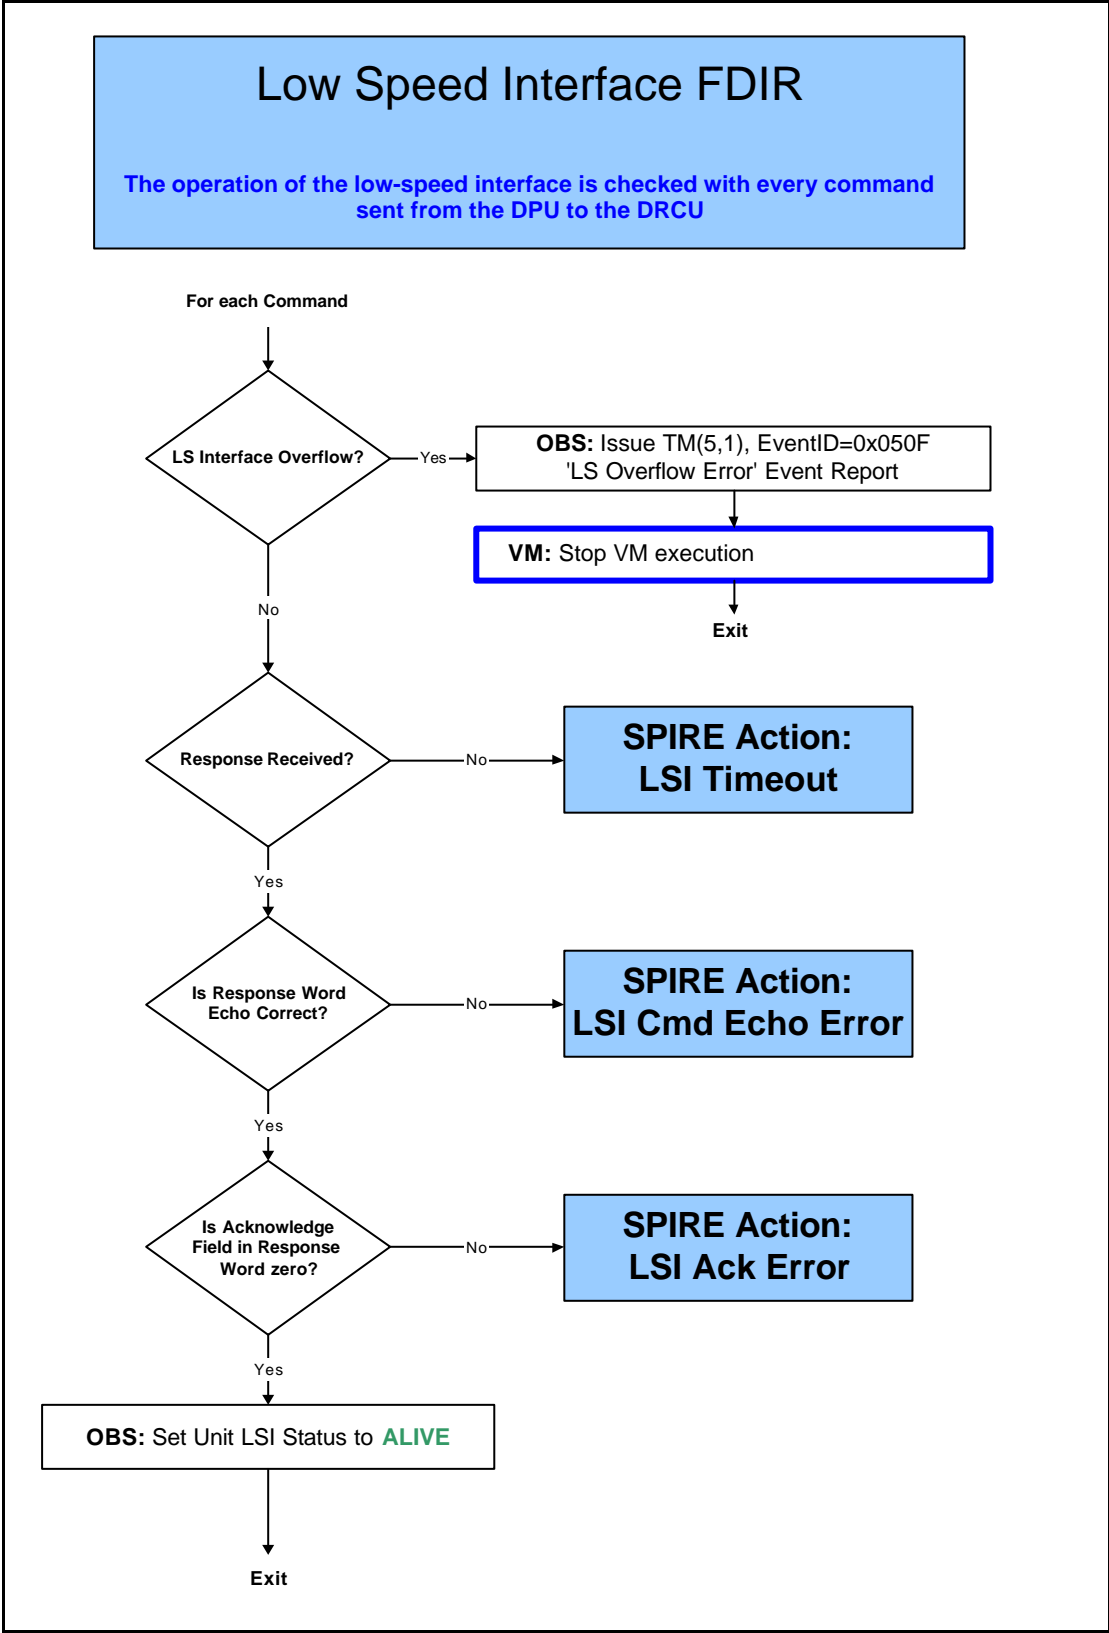 Low Speed Interface FDIR
The operation of the low-speed interface is checked with every command
sent from the DPU to the DRCU
For each Command
LS Interface Overflow?
Yes
OBS: Issue TM(5,1), EventID=0x050F
'LS Overflow Error' Event Report
VM: Stop VM execution
Exit
No
Response Received?
No
SPIRE Action:
LSI Timeout
Yes
Is Response Word
Echo Correct?
No
SPIRE Action:
LSI Cmd Echo Error
Yes
Is Acknowledge
Field in Response
Word zero?
No
SPIRE Action:
LSI Ack Error
Yes
OBS: Set Unit LSI Status to ALIVE
Exit